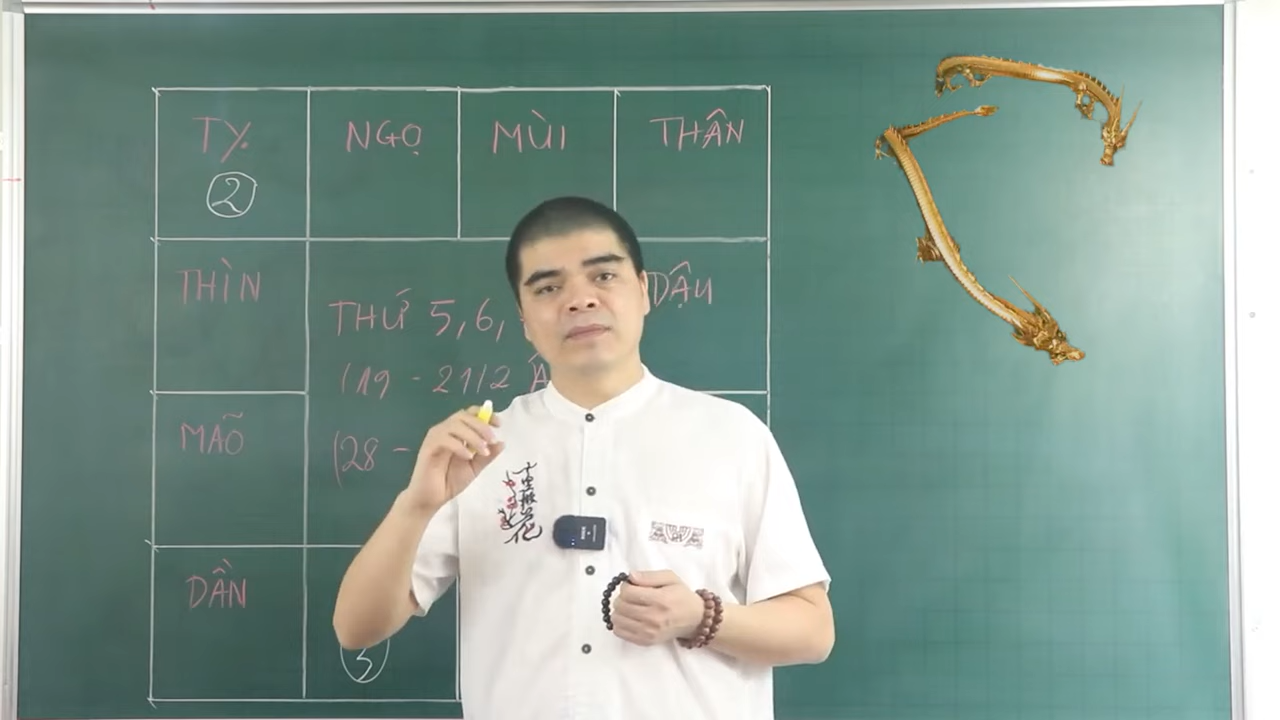 TỴ NGỌ MÙI THÂN
2
THÌN DẬU
THỨ 5, 6,
(19 - 21/2 Â
MÃO
(28 -
DẦN
3